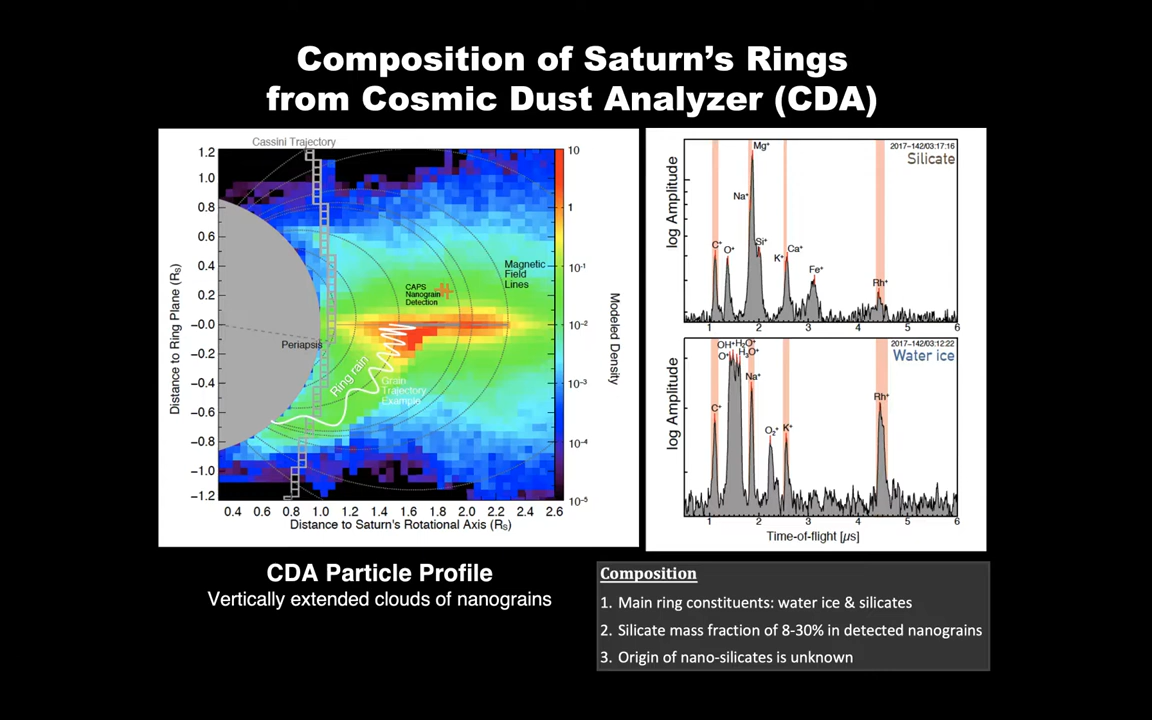 Composition of Saturn’s Rings
from Cosmic Dust Analyzer (CDA)
Cassini Trajectory
1.2
1.0
0.8
0.6
0.4
0.2
−0.0
−0.2
−0.4
−0.6
−0.8
−1.0
−1.2
Distance to Ring Plane (RS)
Magnetic
Field
Lines
CAPS
Nanograin
Detection
Periapsis
Ring rain
Grain
Trajectory
Example
0.4 0.6 0.8 1.0 1.2 1.4 1.6 1.8 2.0 2.2 2.4 2.6
Distance to Saturn's Rotational Axis (RS)
10
1
10-1
10-2
10-3
10-4
10-5
Modeled Density
2017−142/03:17:16
Silicate
log Amplitude
C+
O+
Na+
Mg+
Si+
K+
Ca+
Fe+
Rh+
1 2 3 4 5 6
2017−142/03:12:22
Water ice
log Amplitude
C+
O+
OH+
H2O+
H3O+
Na+
O2+
K+
Rh+
1 2 3 4 5 6
Time-of-flight [µs]
CDA Particle Profile
Vertically extended clouds of nanograins
Composition
1. Main ring constituents: water ice & silicates
2. Silicate mass fraction of 8-30% in detected nanograins
3. Origin of nano-silicates is unknown